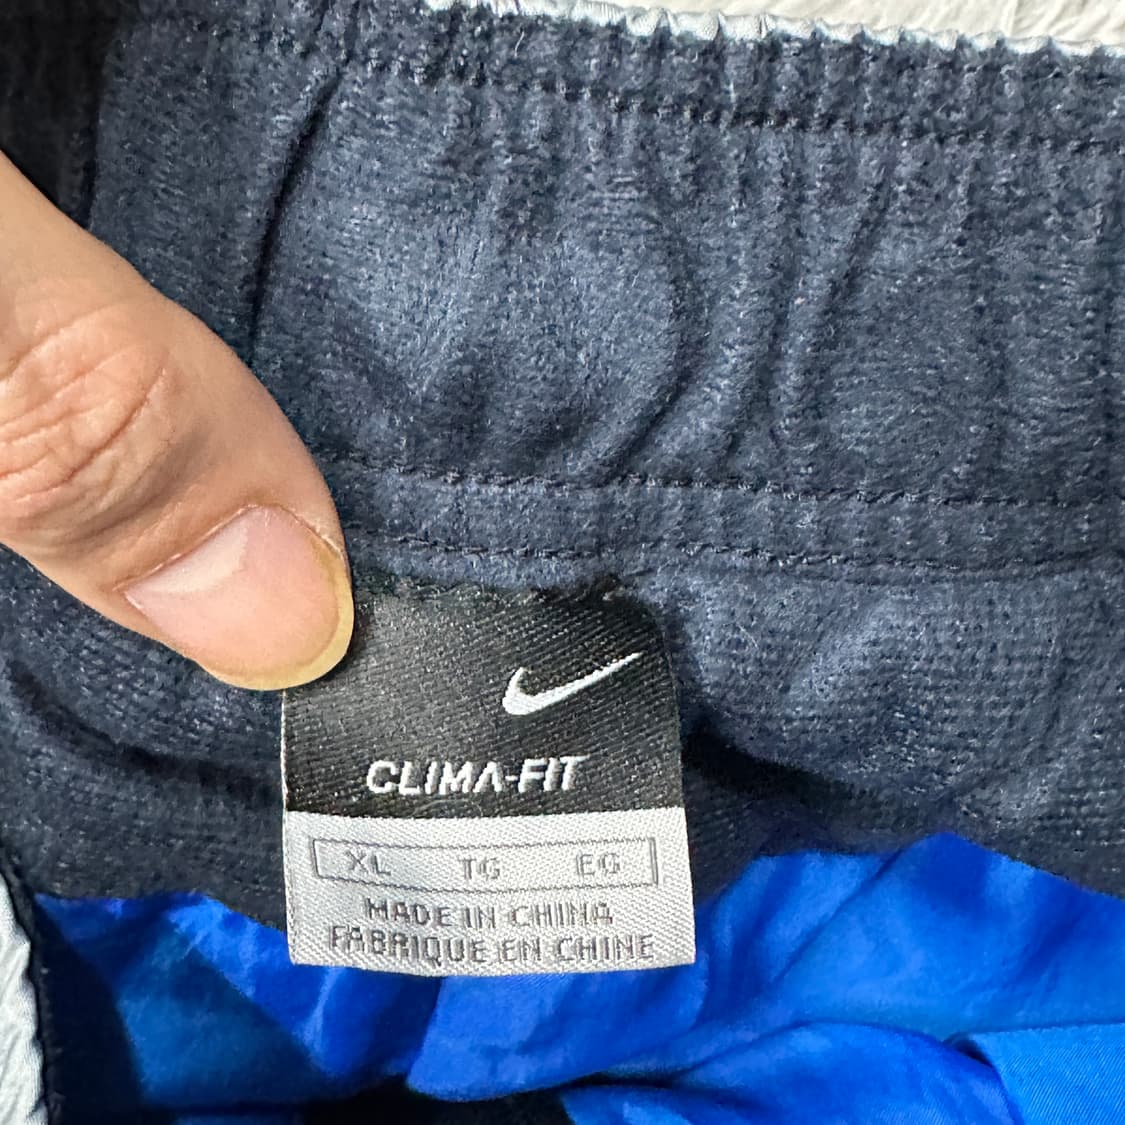 CLIMA-FIT
XL TG EG
MADE IN CHINA
FABRIQUE EN CHINE